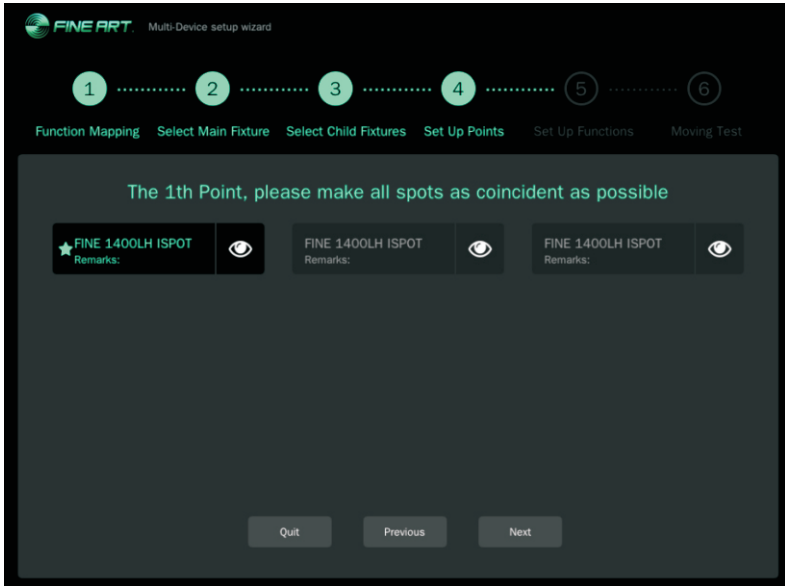 FINE ART. Multi-Device setup wizard
1 2 3 4 5 6
Function Mapping Select Main Fixture Select Child Fixtures Set Up Points Set Up Functions Moving Test
The 1th Point, please make all spots as coincident as possible
FINE 1400LH ISPOT FINE 1400LH ISPOT FINE 1400LH ISPOT
Remarks: Remarks: Remarks:
Quit Previous Next